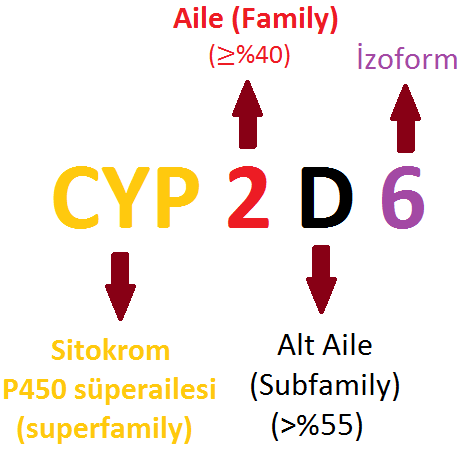 Aile (Family)
(≥%40)
İzoform
CYP 2 D 6
Sitokrom
P450 süperailesi
(superfamily)
Alt Aile
(Subfamily)
(>%55)